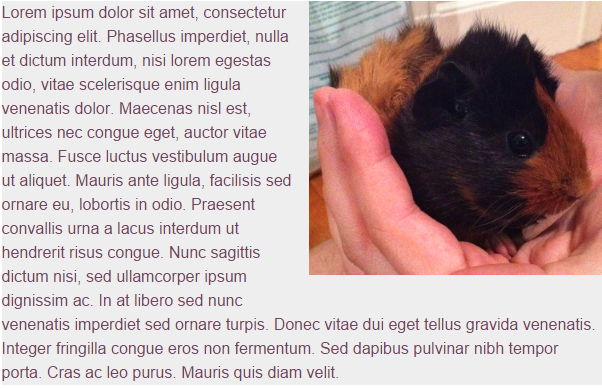 Lorem ipsum dolor sit amet, consectetur
adipiscing elit. Phasellus imperdiet, nulla
et dictum interdum, nisi lorem egestas
odio, vitae scelerisque enim ligula
venenatis dolor. Maecenas nisl est,
ultrices nec congue eget, auctor vitae
massa. Fusce luctus vestibulum augue
ut aliquet. Mauris ante ligula, facilisis sed
ornare eu, lobortis in odio. Praesent
convallis urna a lacus interdum ut
hendrerit risus congue. Nunc sagittis
dictum nisi, sed ullamcorper ipsum
dignissim ac. In at libero sed nunc
venenatis imperdiet sed ornare turpis. Donec vitae dui eget tellus gravida venenatis.
Integer fringilla congue eros non fermentum. Sed dapibus pulvinar nibh tempor
porta. Cras ac leo purus. Mauris quis diam velit.